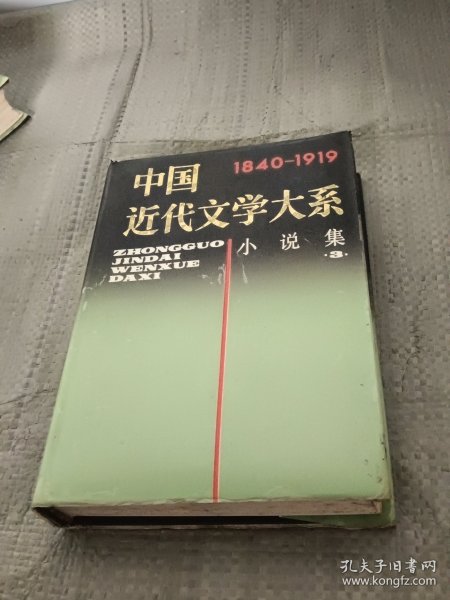 中国
1840-1919
近代文学大系
ZHONGGUO
JINDAI
WENXUE
DAXI
小说集
·3·
孔夫子旧书网
www.kongfz.com